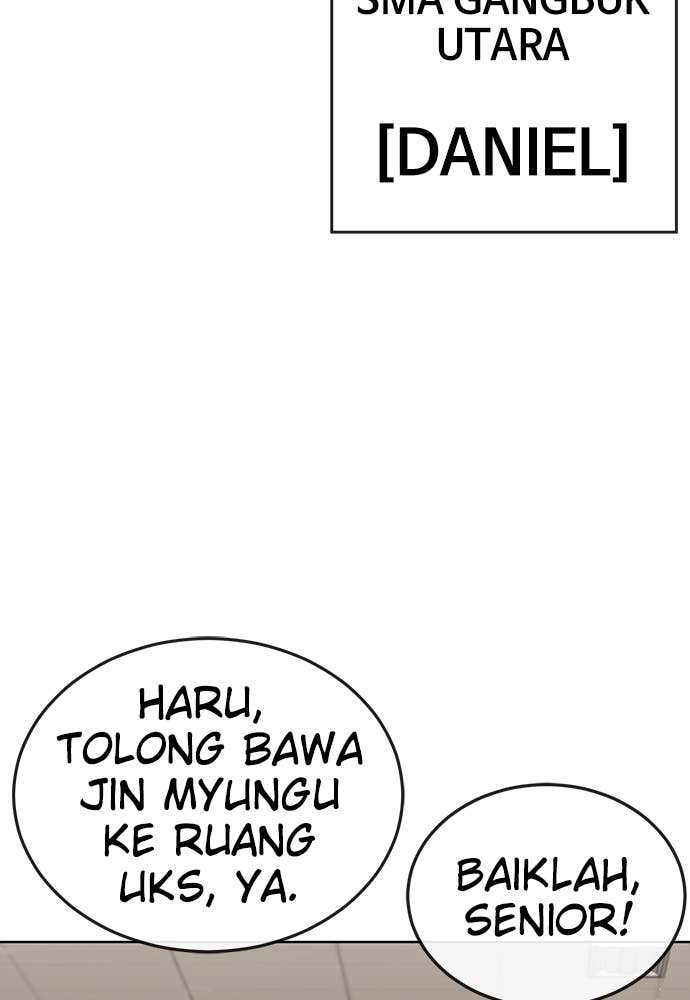 SMA GANGBUK
UTARA
[DANIEL]
HARU,
TOLONG BAWA
JIN MYUNGU
KE RUANG
UKS, YA.
BAIKLAH,
SENIOR!